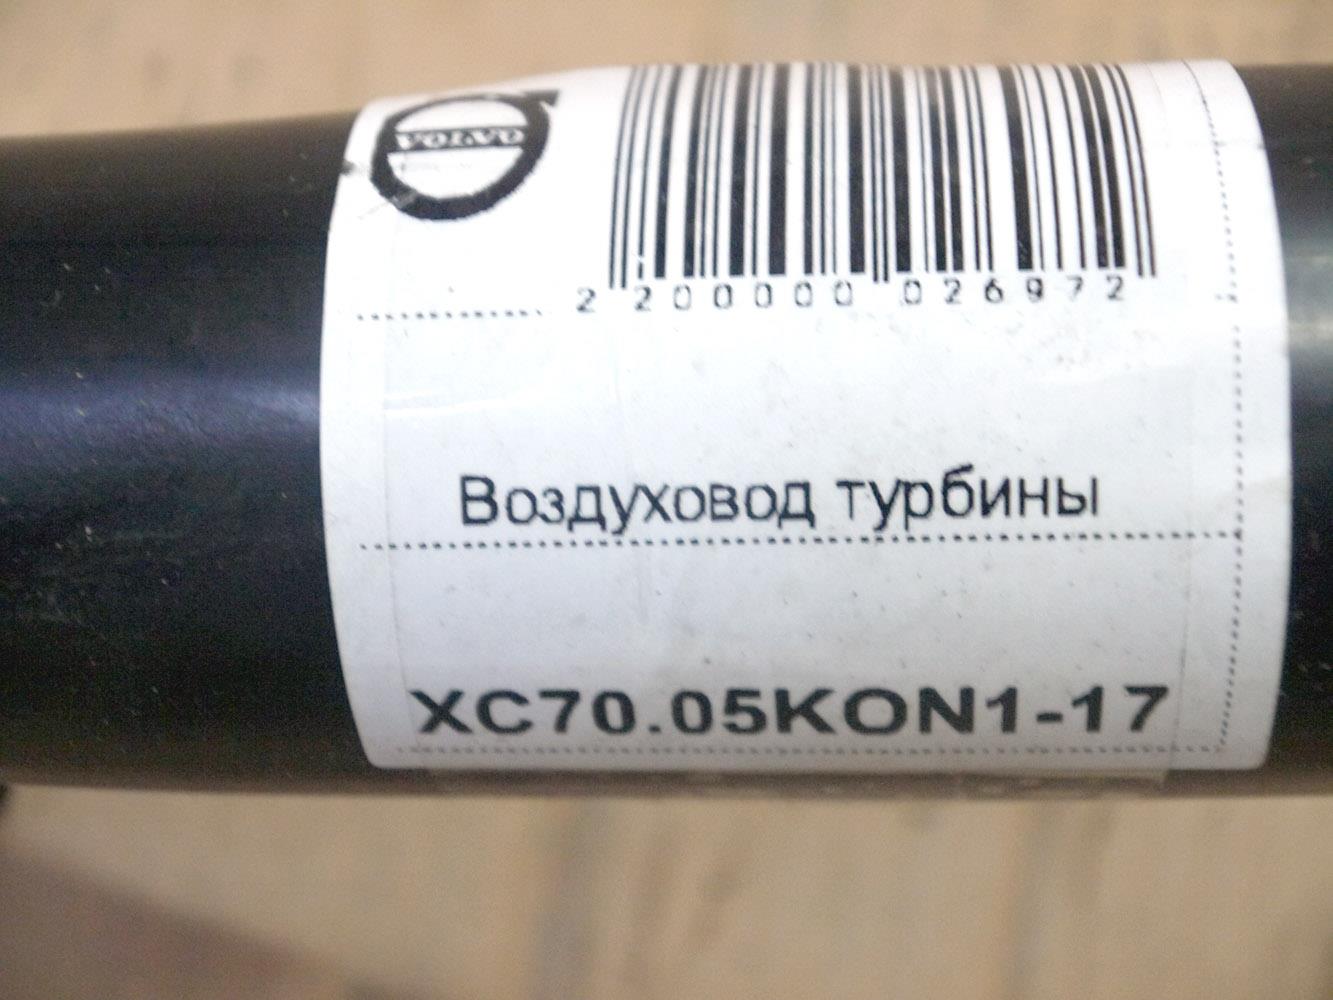 VOLVO
2 200000 026972
Воздуховод турбины
XC70.05KON1-17